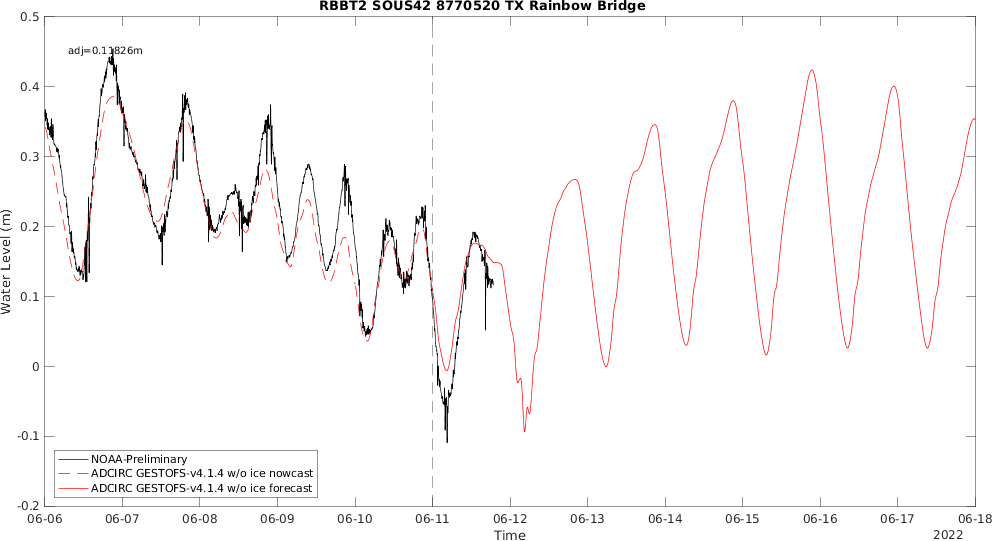 RBBT2 SOUS42 8770520 TX Rainbow Bridge
adj=0.11826m
0.5
0.4
0.3
0.2
0.1
0
-0.1
-0.2
Water Level (m)
NOAA-Preliminary
ADCIRC GESTOFS-v4.1.4 w/o ice nowcast
ADCIRC GESTOFS-v4.1.4 w/o ice forecast
06-06 06-07 06-08 06-09 06-10 06-11 06-12 06-13 06-14 06-15 06-16 06-17 06-18
Time
2022